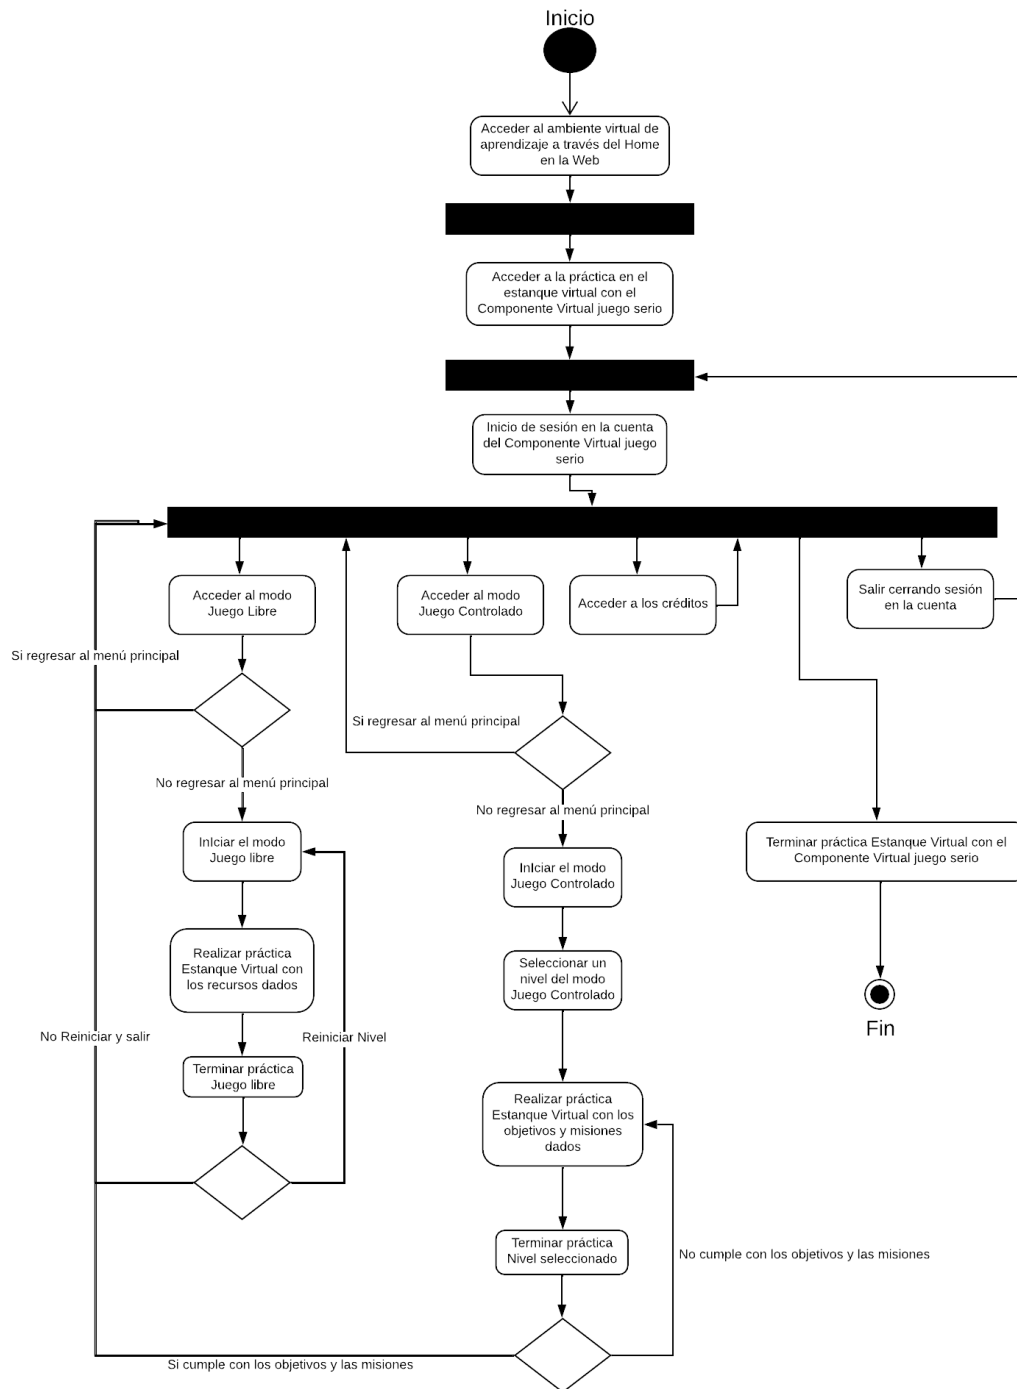 Inicio
Acceder al ambiente virtual de
aprendizaje a través del Home
en la Web
Acceder a la práctica en el
estanque virtual con el
Componente Virtual juego serio
Inicio de sesión en la cuenta
del Componente Virtual juego
serio
Acceder al modo
Juego Libre
Acceder al modo
Juego Controlado
Acceder a los créditos
Salir cerrando sesión
en la cuenta
Si regresar al menú principal
Si regresar al menú principal
No regresar al menú principal
No regresar al menú principal
InIciar el modo
Juego libre
InIciar el modo
Juego Controlado
Terminar práctica Estanque Virtual con el
Componente Virtual juego serio
Realizar práctica
Estanque Virtual con
los recursos dados
Seleccionar un
nivel del modo
Juego Controlado
Fin
No Reiniciar y salir
Reiniciar Nivel
Terminar práctica
Juego libre
Realizar práctica
Estanque Virtual con los
objetivos y misiones
dados
Terminar práctica
Nivel seleccionado
No cumple con los objetivos y las misiones
Si cumple con los objetivos y las misiones